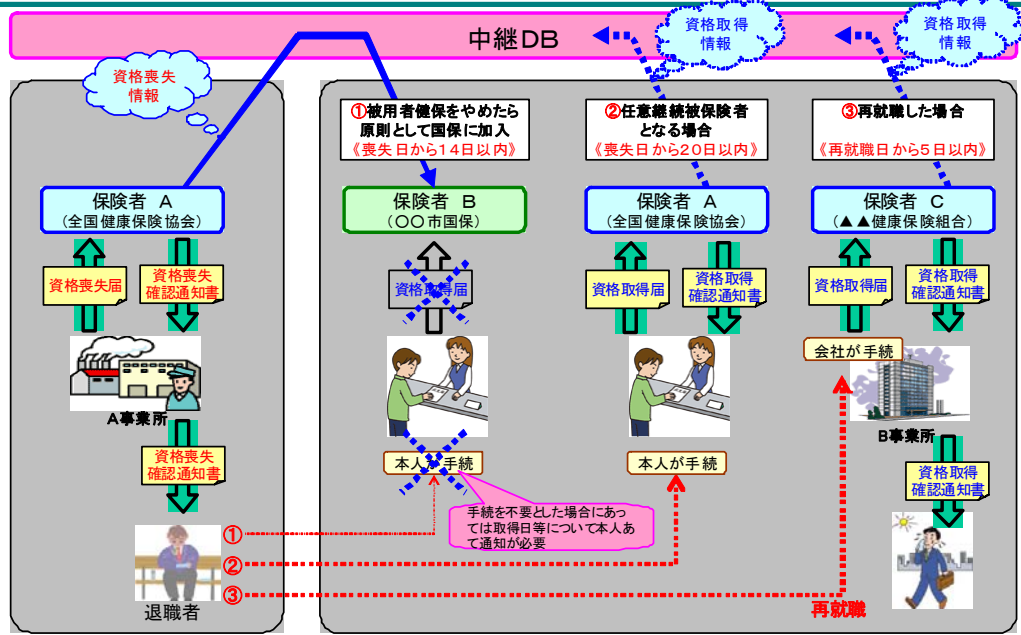 中継DB
資格喪失
情報
資格取得
情報
資格取得
情報
①被用者健保をやめたら
原則として国保に加入
《喪失日から14日以内》
②任意継続被保険者
となる場合
《喪失日から20日以内》
③再就職した場合
《再就職日から5日以内》
保険者 A
(全国健康保険協会)
保険者 B
(〇〇市国保)
保険者 A
(全国健康保険協会)
保険者 C
(▲▲健康保険組合)
資格喪失届
資格喪失
確認通知書
資格取得届
資格取得届
資格取得
確認通知書
資格取得届
資格取得
確認通知書
会社が手続
A事業所
B事業所
資格喪失
確認通知書
本人が手続
本人が手続
資格取得
確認通知書
手続を不要とした場合にあっ
ては取得日等について本人あ
て通知が必要
①
②
③
退職者
再就職